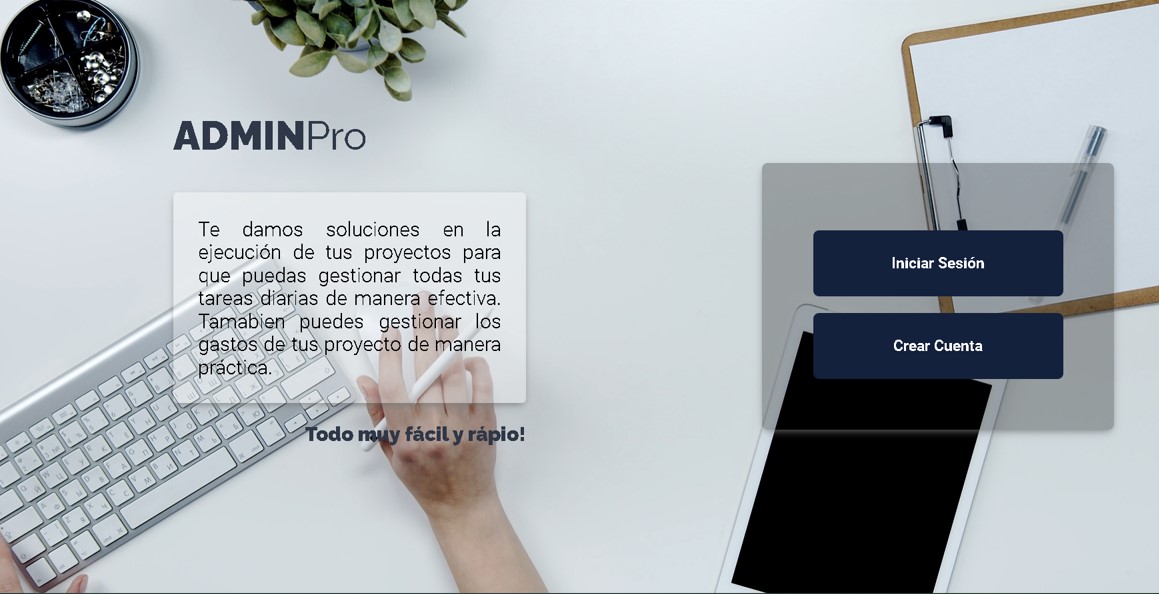 ADMINPro
Te damos soluciones en la
ejecución de tus proyectos para
que puedas gestionar todas tus
tareas diarias de manera efectiva.
Tamabien puedes gestionar los
gastos de tus proyecto de manera
práctica.
Todo muy fácil y rápio!
Iniciar Sesión
Crear Cuenta